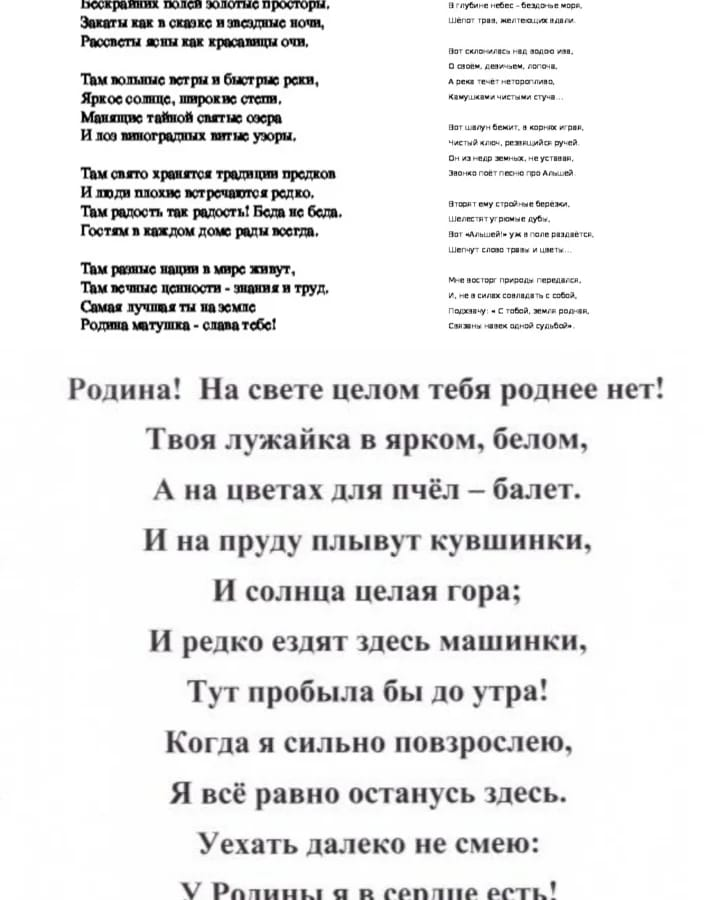 Бескрайних полей золотые просторы,
Закаты как в сказке и звездные ночи,
Рассветы ясны как красавицы очи.
Там вольные ветры и быстрые реки,
Яркое солнце, широкие степи,
Манящие тайной святые озера
И лоз виноградных витые узоры.
Там свято хранятся традиции предков
И люди плохие встречаются редко.
Там радость так радость! Беда не беда.
Гостям в каждом доме рады всегда.
Там разные нации в мире живут,
Там вечные ценности - знания и труд,
Самая лучшая ты на земле
Родина матушка - слава тебе!
В глубине небес - бездонье моря,
Шёпот трав, желтеющих вдали.
Вот склонилась над водою ива,
О своём, девичьем, лопоча,
А река течёт неторопливо,
Камушками чистыми стуча...
Вот шалун бежит, в корнях играя,
Чистый ключ, резвящийся ручей.
Он из недр земных, не уставая,
Звонко поёт песню про Альшей.
Вторят ему стройные берёзки,
Шелестят угрюмые дубы,
Вот «Альшей!» уж в поле раздаётся,
Шепчут слово травы и цветы...
Мне восторг природы передался,
И, не в силах совладать с собой,
Подхвачу: « С тобой, земля родная,
Связаны навек одной судьбой».
Родина! На свете целом тебя роднее нет!
Твоя лужайка в ярком, белом,
А на цветах для пчёл – балет.
И на пруду плывут кувшинки,
И солнца целая гора;
И редко ездят здесь машинки,
Тут пробыла бы до утра!
Когда я сильно повзрослею,
Я всё равно останусь здесь.
Уехать далеко не смею:
У Родины я в сердце есть!